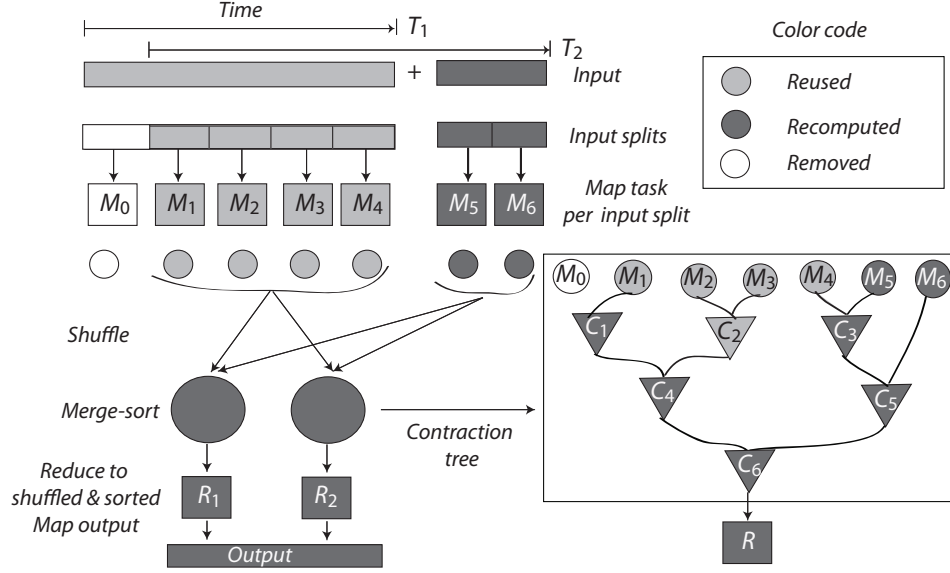 Time
T1
T2
+
Input
Color code
Reused
Recomputed
Removed
Input splits
M0 M1 M2 M3 M4 M5 M6
Map task
per input split
Shuffle
Merge-sort
Contraction
tree
Reduce to
shuffled & sorted
Map output
R1 R2
Output
M0 M1 M2 M3 M4 M5 M6
C1 C2 C3
C4 C5
C6
R